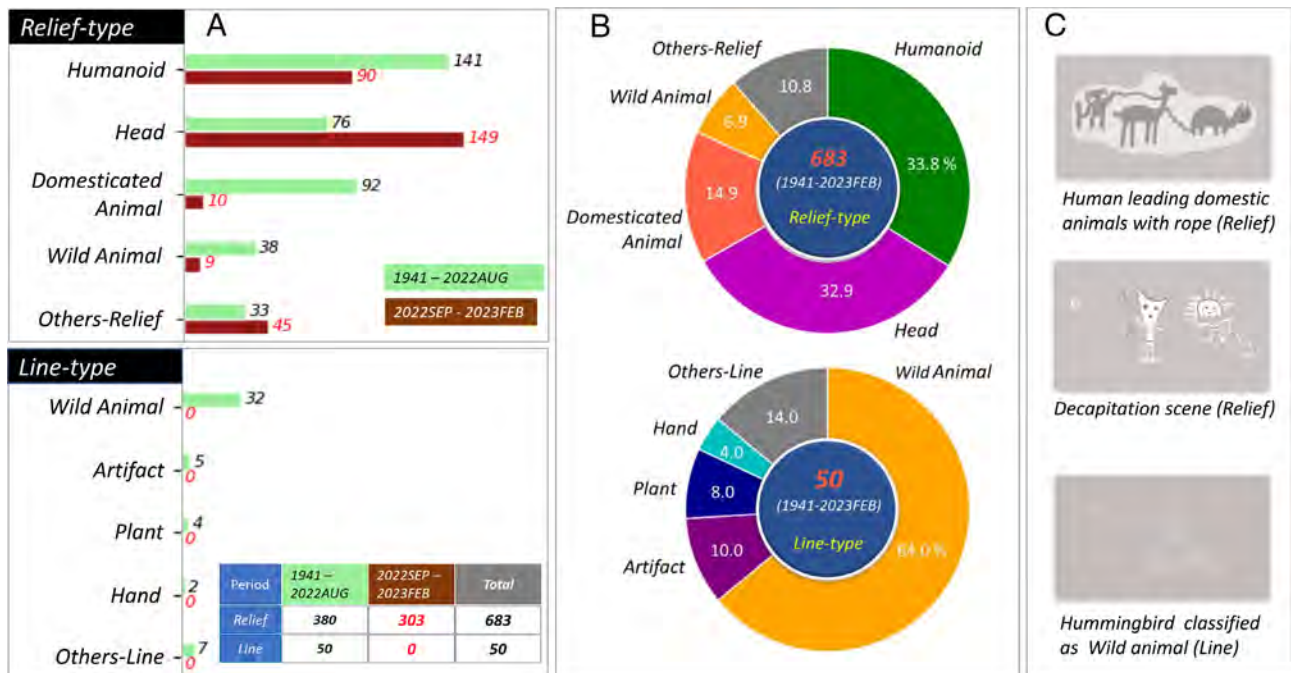 A
Relief-type
Humanoid
141
90
Head
76
149
Domesticated
Animal
92
10
Wild Animal
38
9
Others-Relief
33
45
1941 – 2022AUG
2022SEP - 2023FEB
Line-type
Wild Animal
32
0
Artifact
5
0
Plant
4
0
Hand
2
0
Others-Line
7
0
Period 1941 – 2022AUG 2022SEP – 2023FEB Total
Relief 380 303 683
Line 50 0 50
B
Others-Relief
Humanoid
Wild Animal
10.8
6.9
33.8 %
683
(1941-2023FEB)
Relief-type
14.9
Domesticated
Animal
32.9
Head
Others-Line
Wild Animal
14.0
Hand
4.0
50
(1941-2023FEB)
Line-type
Plant
8.0
64.0 %
10.0
Artifact
C
Human leading domestic
animals with rope (Relief)
Decapitation scene (Relief)
Hummingbird classified
as Wild animal (Line)